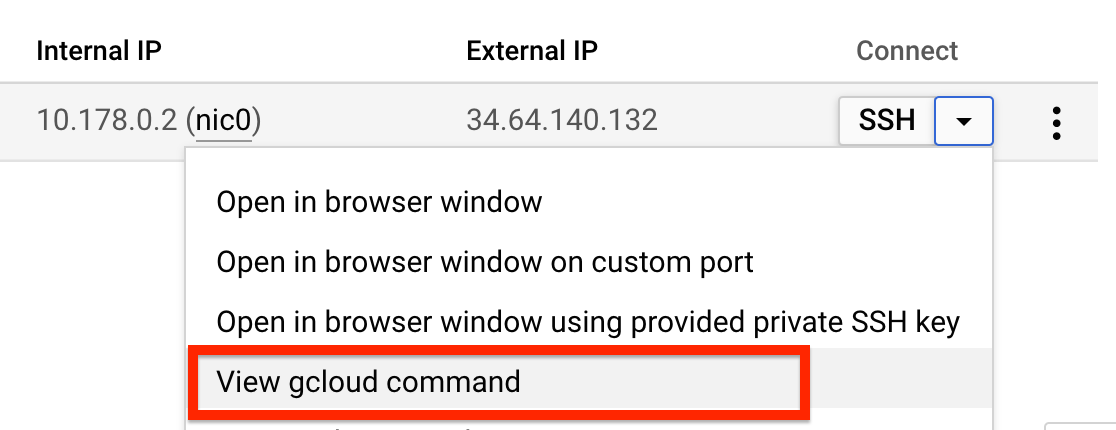 Internal IP External IP Connect
10.178.0.2 (nic0) 34.64.140.132 SSH
Open in browser window
Open in browser window on custom port
Open in browser window using provided private SSH key
View gcloud command